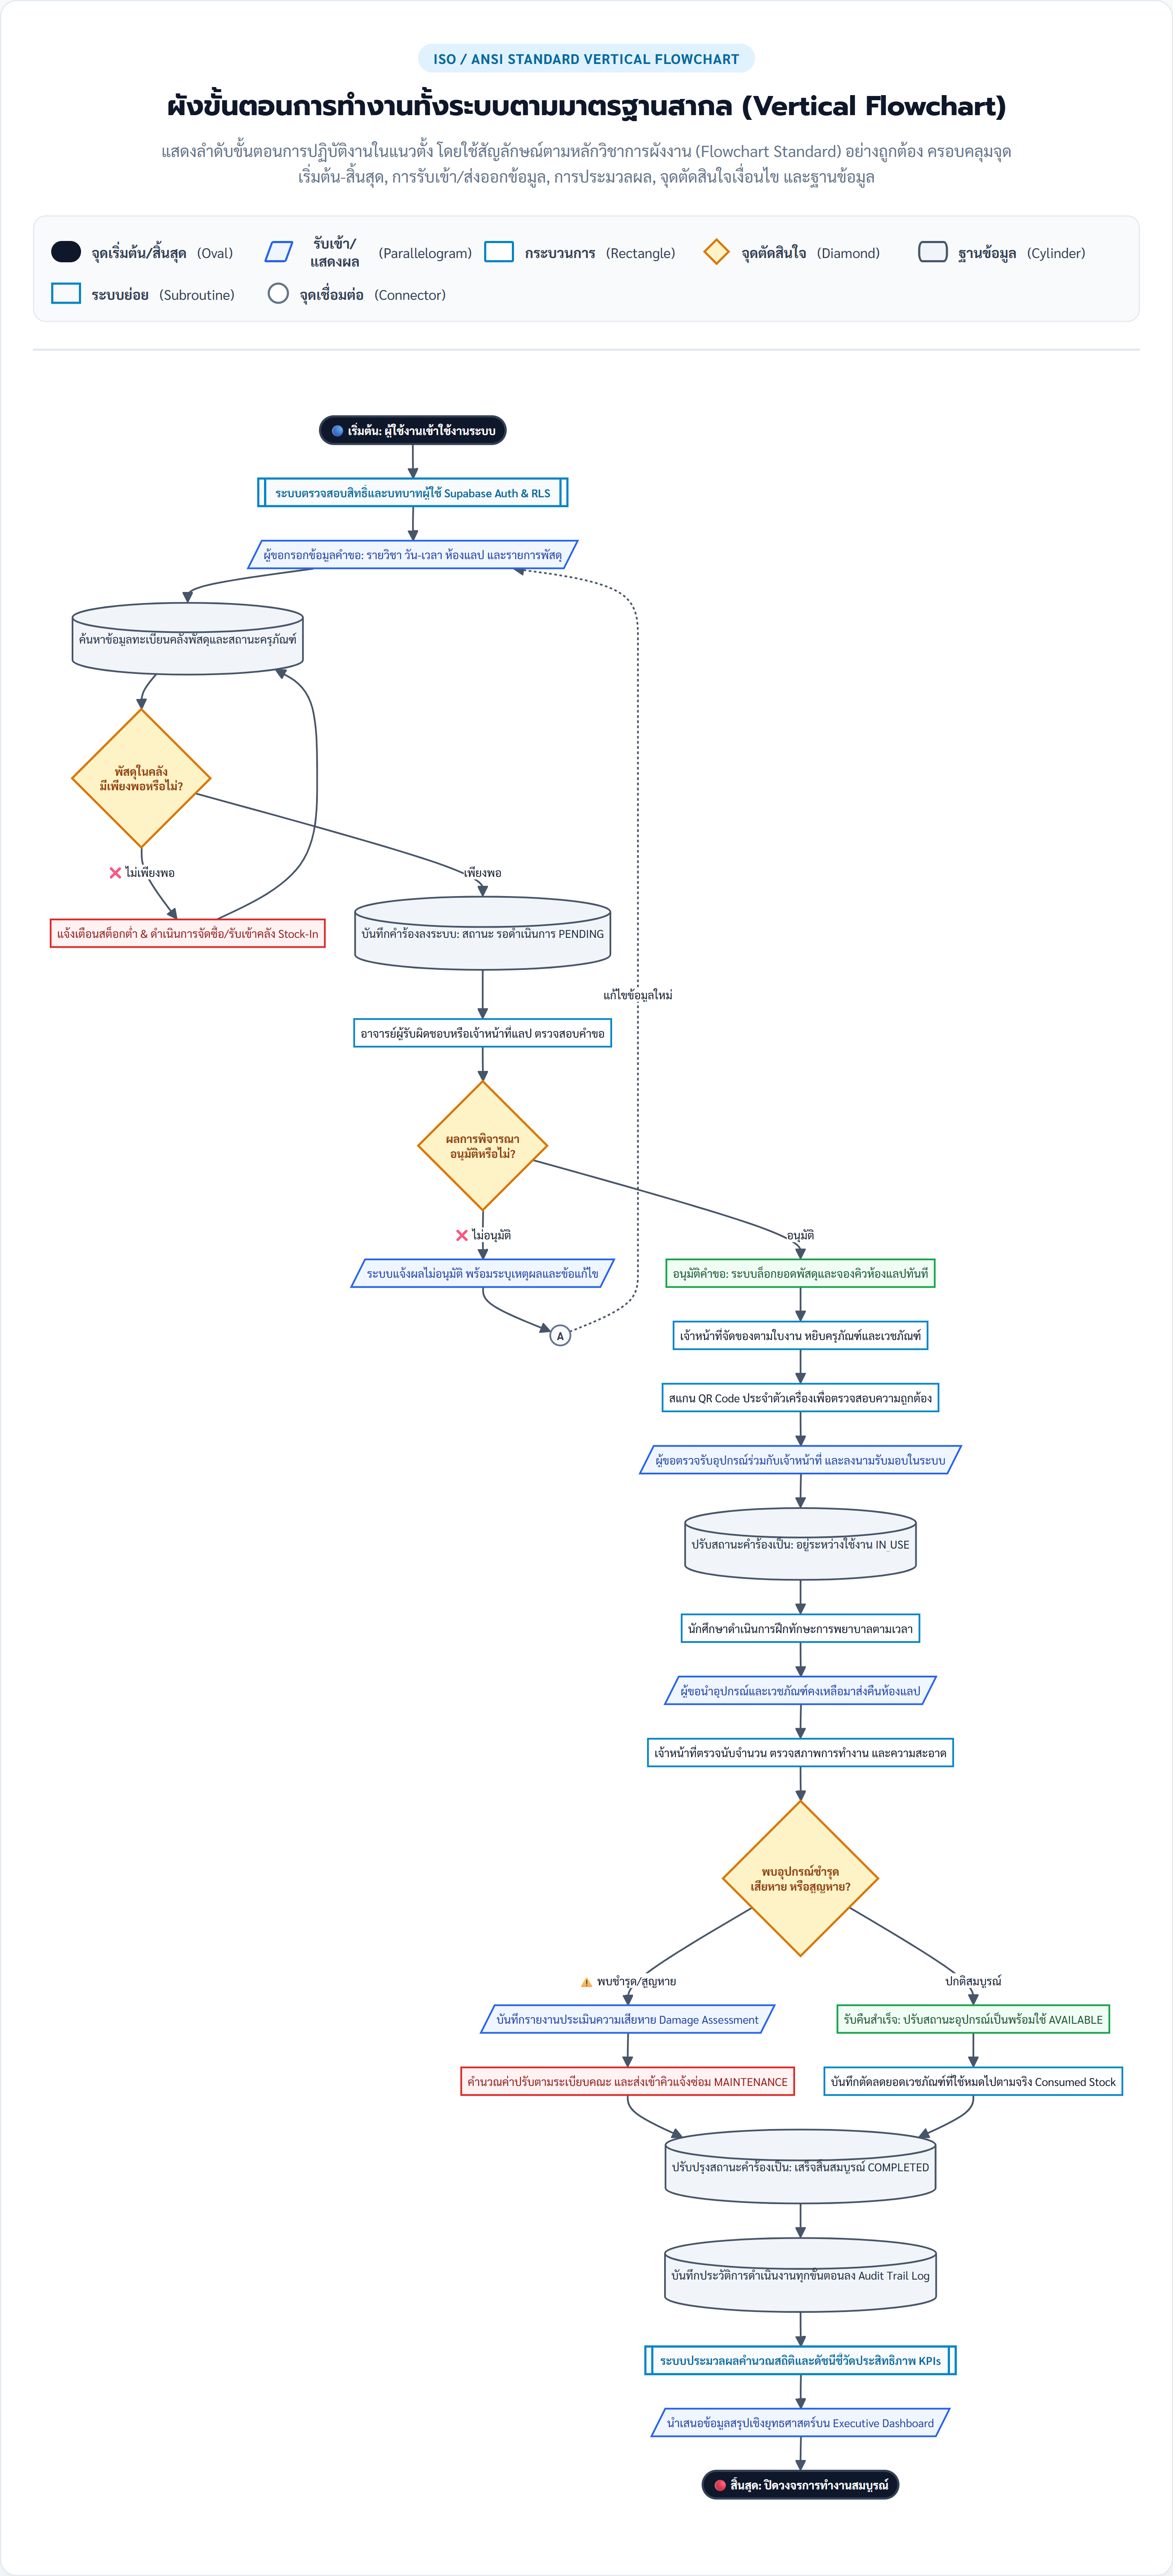 ISO / ANSI STANDARD VERTICAL FLOWCHART
ผังขั้นตอนการทำงานทั้งระบบตามมาตรฐานสากล (Vertical Flowchart)
แสดงลำดับขั้นตอนการปฏิบัติงานในแนวตั้ง โดยใช้สัญลักษณ์ตามหลักวิชาการผังงาน (Flowchart Standard) อย่างถูกต้อง ครอบคลุมจุด
เริ่มต้น-สิ้นสุด, การรับเข้า/ส่งออกข้อมูล, การประมวลผล, จุดตัดสินใจเงื่อนไข และฐานข้อมูล
จุดเริ่มต้น/สิ้นสุด (Oval)
รับเข้า/
แสดงผล (Parallelogram)
กระบวนการ (Rectangle)
จุดตัดสินใจ (Diamond)
ฐานข้อมูล (Cylinder)
ระบบย่อย (Subroutine)
จุดเชื่อมต่อ (Connector)
🔵 เริ่มต้น: ผู้ใช้งานเข้าใช้งานระบบ
ระบบตรวจสอบสิทธิ์และบทบาทผู้ใช้ Supabase Auth & RLS
ผู้ขอกรอกข้อมูลคำขอ: รายวิชา วัน-เวลา ห้องแลป และรายการพัสดุ
ค้นหาข้อมูลทะเบียนคลังพัสดุและสถานะครุภัณฑ์
พัสดุในคลัง
มีเพียงพอหรือไม่?
❌ ไม่เพียงพอ
เพียงพอ
แจ้งเตือนสต็อกต่ำ & ดำเนินการจัดซื้อ/รับเข้าคลัง Stock-In
บันทึกคำร้องลงระบบ: สถานะ รอดำเนินการ PENDING
แก้ไขข้อมูลใหม่
อาจารย์ผู้รับผิดชอบหรือเจ้าหน้าที่แลป ตรวจสอบคำขอ
ผลการพิจารณา
อนุมัติหรือไม่?
❌ ไม่อนุมัติ
อนุมัติ
ระบบแจ้งผลไม่อนุมัติ พร้อมระบุเหตุผลและข้อแก้ไข
อนุมัติคำขอ: ระบบล็อกยอดพัสดุและจองคิวห้องแลปทันที
A
เจ้าหน้าที่จัดของตามใบงาน หยิบครุภัณฑ์และเวชภัณฑ์
สแกน QR Code ประจำตัวเครื่องเพื่อตรวจสอบความถูกต้อง
ผู้ขอตรวจรับอุปกรณ์ร่วมกับเจ้าหน้าที่ และลงนามรับมอบในระบบ
ปรับสถานะคำร้องเป็น: อยู่ระหว่างใช้งาน IN_USE
นักศึกษาดำเนินการฝึกทักษะการพยาบาลตามเวลา
ผู้ขอนำอุปกรณ์และเวชภัณฑ์คงเหลือมาส่งคืนห้องแลป
เจ้าหน้าที่ตรวจนับจำนวน ตรวจสภาพการทำงาน และความสะอาด
พบอุปกรณ์ชำรุด
เสียหาย หรือสูญหาย?
⚠️ พบชำรุด/สูญหาย
ปกติสมบูรณ์
บันทึกรายงานประเมินความเสียหาย Damage Assessment
รับคืนสำเร็จ: ปรับสถานะอุปกรณ์เป็นพร้อมใช้ AVAILABLE
คำนวณค่าปรับตามระเบียบคณะ และส่งเข้าคิวแจ้งซ่อม MAINTENANCE
บันทึกตัดลดยอดเวชภัณฑ์ที่ใช้หมดไปตามจริง Consumed Stock
ปรับปรุงสถานะคำร้องเป็น: เสร็จสิ้นสมบูรณ์ COMPLETED
บันทึกประวัติการดำเนินงานทุกขั้นตอนลง Audit Trail Log
ระบบประมวลผลคำนวณสถิติและดัชนีชี้วัดประสิทธิภาพ KPIs
นำเสนอข้อมูลสรุปเชิงยุทธศาสตร์บน Executive Dashboard
🔴 สิ้นสุด: ปิดวงจรการทำงานสมบูรณ์